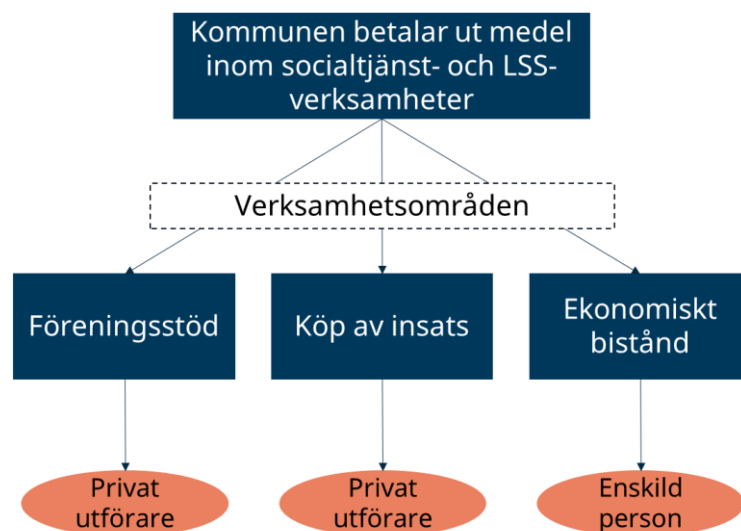 Kommunen betalar ut medel
inom socialtjänst- och LSS-
verksamheter
Verksamhetsområden
Föreningsstöd
Köp av insats
Ekonomiskt
bistånd
Privat
utförare
Privat
utförare
Enskild
person